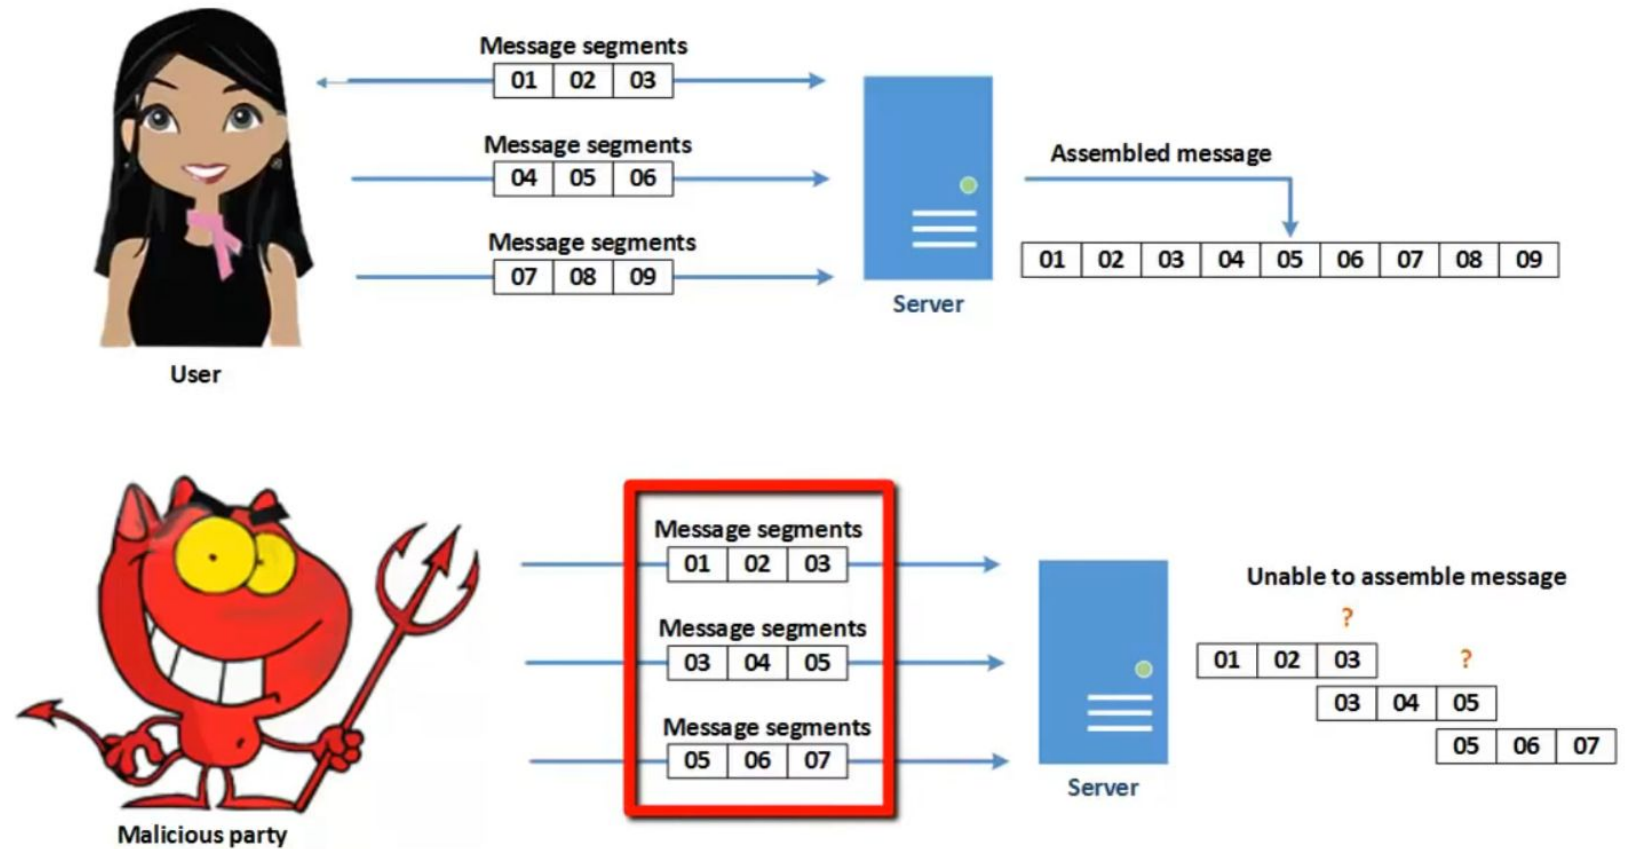 Message segments
01 02 03
Message segments
04 05 06
Message segments
07 08 09
Server
Assembled message
01 02 03 04 05 06 07 08 09
User
Message segments
01 02 03
Message segments
03 04 05
Message segments
05 06 07
Server
Unable to assemble message
?
01 02 03
?
03 04 05
05 06 07
Malicious party